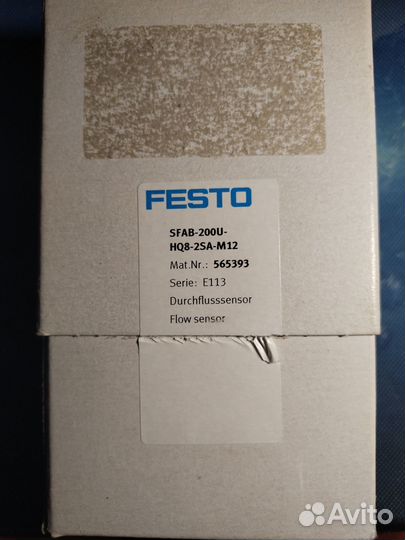 FESTO
SFAB-200U-
HQ8-2SA-M12
Mat.Nr.: 565393
Serie: E113
Durchflusssensor
Flow sensor
Avito